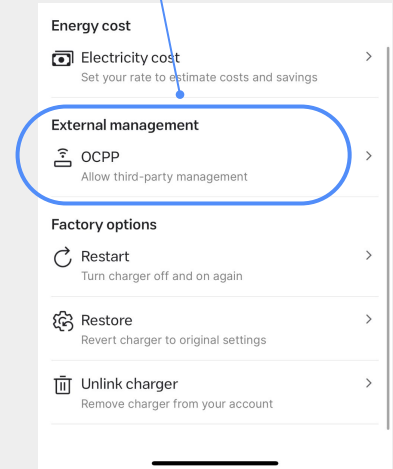 Energy cost
Electricity cost
Set your rate to estimate costs and savings
External management
OCPP
Allow third-party management
Factory options
Restart
Turn charger off and on again
Restore
Revert charger to original settings
Unlink charger
Remove charger from your account